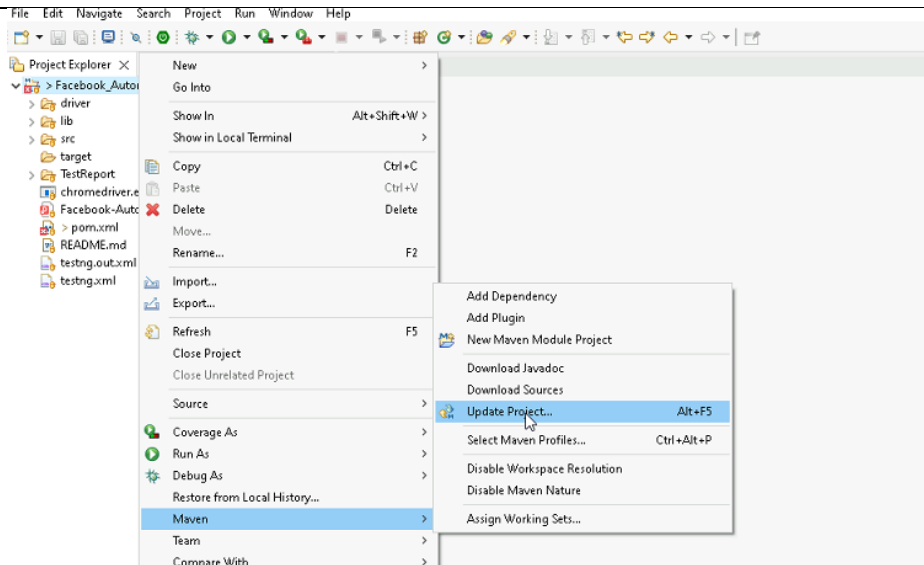 File Edit Navigate Search Project Run Window Help
Project Explorer
> Facebook_Autor
driver
lib
src
target
TestReport
chromedriver.e
Facebook-Auto
> pom.xml
README.md
testng.out.xml
testng.xml
New
Go Into
Show In Alt+Shift+W >
Show in Local Terminal
Copy Ctrl+C
Paste Ctrl+V
Delete Delete
Move...
Rename... F2
Import...
Export...
Refresh F5
Close Project
Close Unrelated Project
Source
Coverage As
Run As
Debug As
Restore from Local History...
Maven
Team
Compare With
Add Dependency
Add Plugin
New Maven Module Project
Download Javadoc
Download Sources
Update Project... Alt+F5
Select Maven Profiles... Ctrl+Alt+P
Disable Workspace Resolution
Disable Maven Nature
Assign Working Sets...